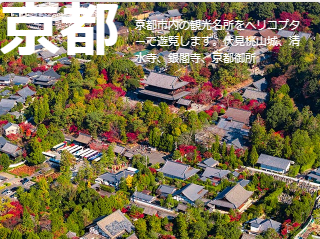 京都
京都市内の観光名所をヘリコプタ
ーで遊覧します。伏見桃山城、清
水寺、銀閣寺、京都御所